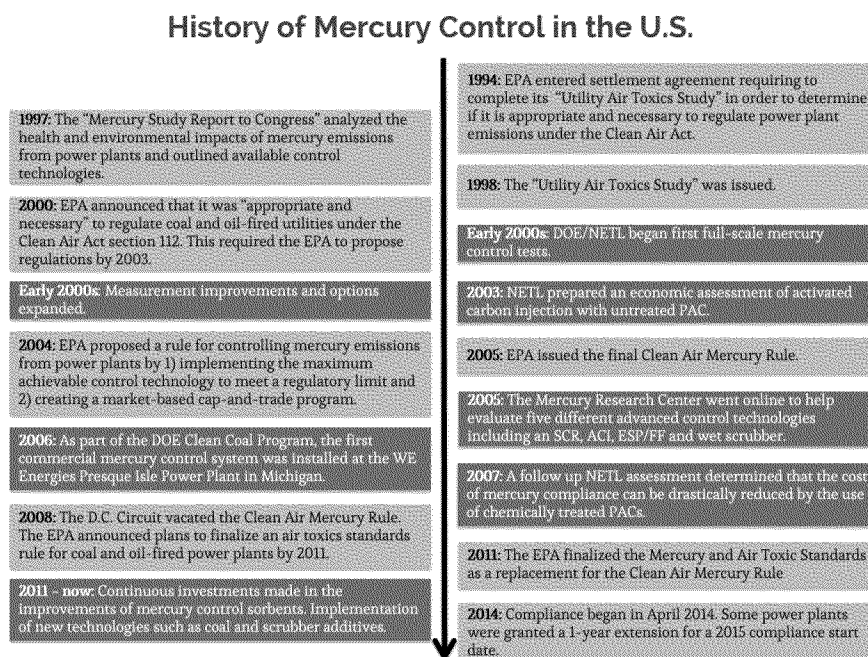 History of Mercury Control in the U.S.
1997: The "Mercury Study Report to Congress" analyzed the
health and environmental impacts of mercury emissions
from power plants and outlined available control
technologies.
2000: EPA announced that it was "appropriate and
necessary" to regulate coal and oil-fired utilities under the
Clean Air Act section 112. This required the EPA to propose
regulations by 2003.
Early 2000s: Measurement improvements and options
expanded.
2004: EPA proposed a rule for controlling mercury emissions
from power plants by 1) implementing the maximum
achievable control technology to meet a regulatory limit and
2) creating a market-based cap-and-trade program.
2006: As part of the DOE Clean Coal Program, the first
commercial mercury control system was installed at the WE
Energies Presque Isle Power Plant in Michigan.
2008: The D.C. Circuit vacated the Clean Air Mercury Rule.
The EPA announced plans to finalize an air toxics standards
rule for coal and oil-fired power plants by 2011.
2011 - now: Continuous investments made in the
improvements of mercury control sorbents. Implementation
of new technologies such as coal and scrubber additives.
1994: EPA entered settlement agreement requiring to
complete its "Utility Air Toxics Study" in order to determine
if it is appropriate and necessary to regulate power plant
emissions under the Clean Air Act.
1998: The "Utility Air Toxics Study" was issued.
Early 2000s: DOE/NETL began first full-scale mercury
control tests.
2003: NETL prepared an economic assessment of activated
carbon injection with untreated PAC.
2005: EPA issued the final Clean Air Mercury Rule.
2005: The Mercury Research Center went online to help
evaluate five different advanced control technologies
including an SCR, ACI, ESP/FF and wet scrubber.
2007: A follow up NETL assessment determined that the cost
of mercury compliance can be drastically reduced by the use
of chemically treated PACs.
2011: The EPA finalized the Mercury and Air Toxic Standards
as a replacement for the Clean Air Mercury Rule
2014: Compliance began in April 2014. Some power plants
were granted a 1-year extension for a 2015 compliance start
date.